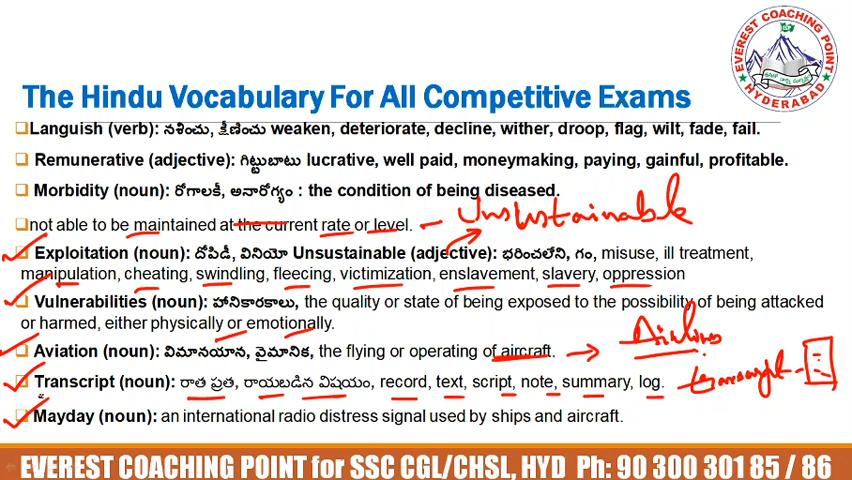 EVEREST COACHING POINT
HYDERABAD
The Hindu Vocabulary For All Competitive Exams
Languish (verb): నశించు, క్షీణించు weaken, deteriorate, decline, wither, droop, flag, wilt, fade, fail.
Remunerative (adjective): గిట్టుబాటు lucrative, well paid, moneymaking, paying, gainful, profitable.
Morbidity (noun): రోగాలకీ, అనారోగ్యం : the condition of being diseased.
not able to be maintained at the current rate or level. - Unsustainable
Exploitation (noun): దోపిడీ, వినియో Unsustainable (adjective): భరించలేని, గం, misuse, ill treatment,
manipulation, cheating, swindling, fleecing, victimization, enslavement, slavery, oppression
Vulnerabilities (noun): హానికారకాలు, the quality or state of being exposed to the possibility of being attacked
or harmed, either physically or emotionally.
Aviation (noun): విమానయాన, వైమానిక, the flying or operating of aircraft. → Airlines
Transcript (noun): రాత ప్రత, రాయబడిన విషయం, record, text, script, note, summary, log. transcript -
Mayday (noun): an international radio distress signal used by ships and aircraft.
EVEREST COACHING POINT for SSC CGL/CHSL, HYD Ph: 90 300 301 85 / 86